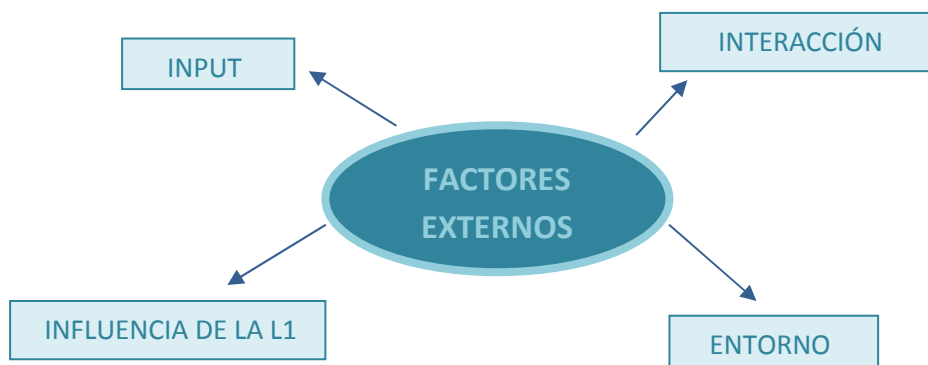 INPUT
INTERACCIÓN
FACTORES
EXTERNOS
INFLUENCIA DE LA L1
ENTORNO